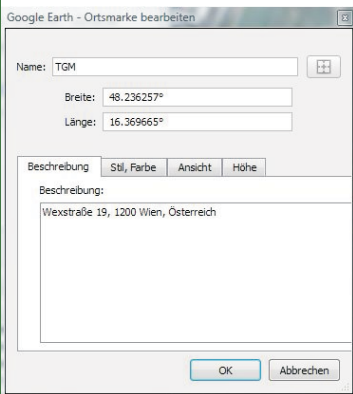 Google Earth - Ortsmarke bearbeiten
Name: TGM
Breite: 48.236257°
Länge: 16.369665°
Beschreibung Stil, Farbe Ansicht Höhe
Beschreibung:
Wexstraße 19, 1200 Wien, Österreich
OK Abbrechen